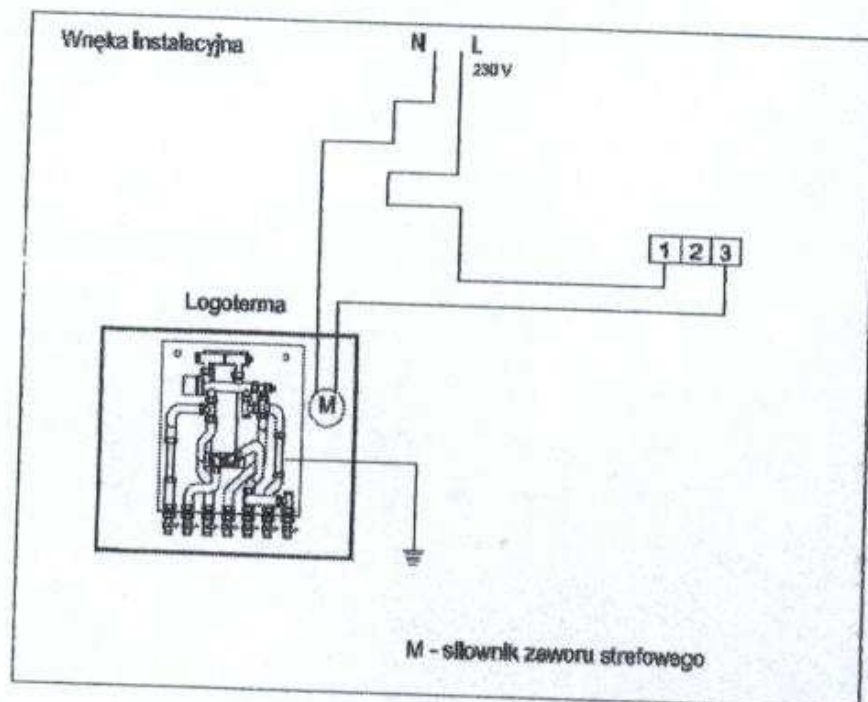 Wnęka instalacyjna
N L
230 V
1 2 3
Logoterma
M
M - siłownik zaworu strefowego